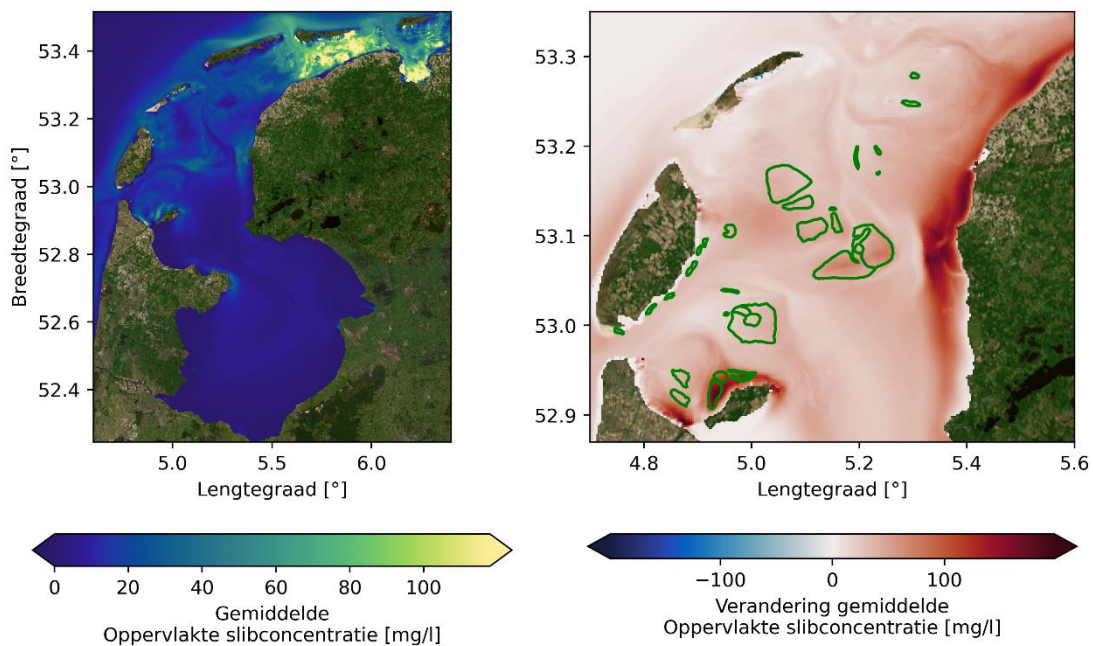 53.4
53.2
53.0
52.8
52.6
52.4
Breedtegraad [°]
5.0 5.5 6.0
Lengtegraad [°]
0 20 40 60 80 100
Gemiddelde
Oppervlakte slibconcentratie [mg/l]
53.3
53.2
53.1
53.0
52.9
4.8 5.0 5.2 5.4 5.6
Lengtegraad [°]
−100 0 100
Verandering gemiddelde
Oppervlakte slibconcentratie [mg/l]